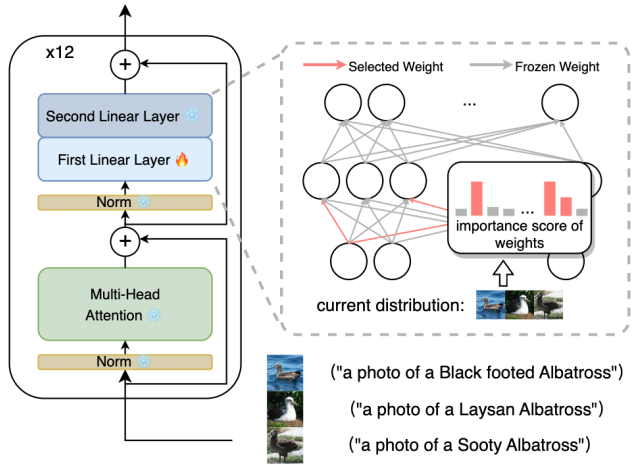 x12
Second Linear Layer
First Linear Layer
Norm
Multi-Head
Attention
Norm
Selected Weight
Frozen Weight
...
...
importance score of
weights
current distribution:
("a photo of a Black footed Albatross")
("a photo of a Laysan Albatross")
("a photo of a Sooty Albatross")